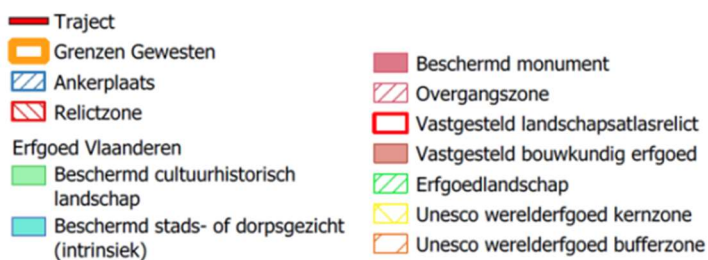 Traject
Grenzen Gewesten
Ankerplaats
Relictzone
Erfgoed Vlaanderen
Beschermd cultuurhistorisch
landschap
Beschermd stads- of dorpsgezicht
(intrinsiek)
Beschermd monument
Overgangszone
Vastgesteld landschapsatlasrelict
Vastgesteld bouwkundig erfgoed
Erfgoedlandschap
Unesco werelderfgoed kernzone
Unesco werelderfgoed bufferzone